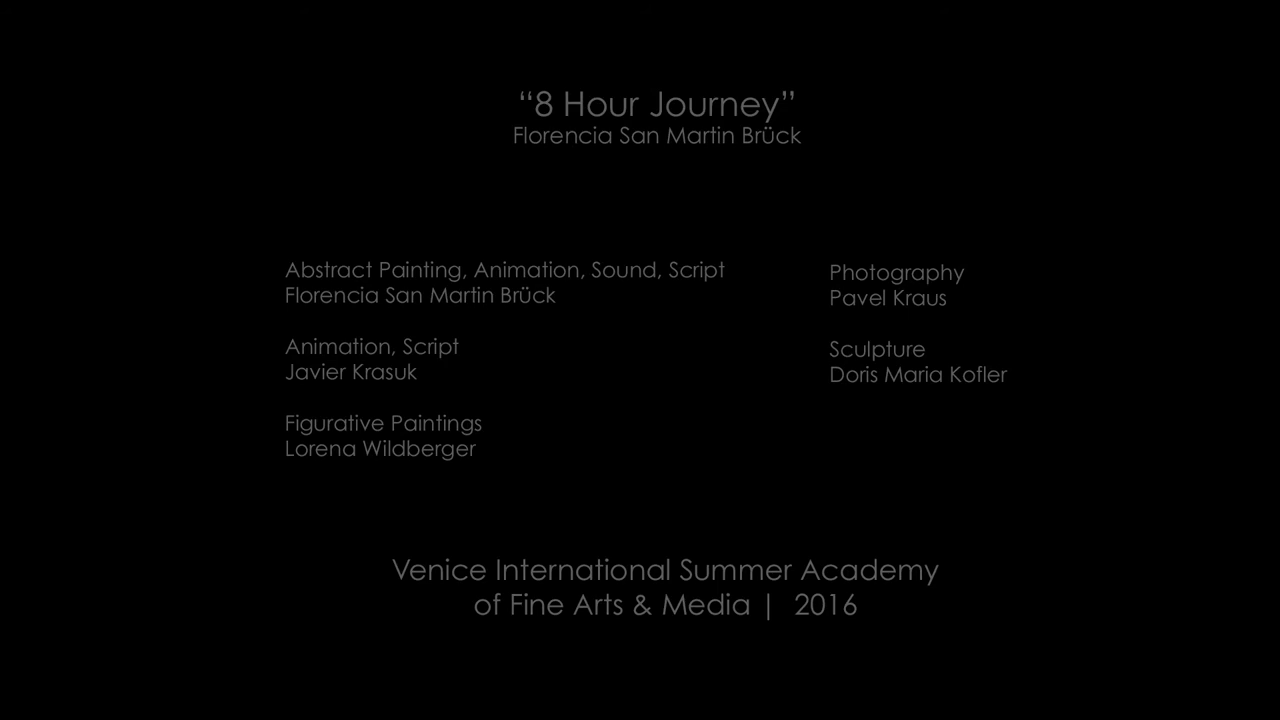 “8 Hour Journey”
Florencia San Martin Brück
Abstract Painting, Animation, Sound, Script
Florencia San Martin Brück
Animation, Script
Javier Krasuk
Figurative Paintings
Lorena Wildberger
Photography
Pavel Kraus
Sculpture
Doris Maria Kofler
Venice International Summer Academy
of Fine Arts & Media | 2016